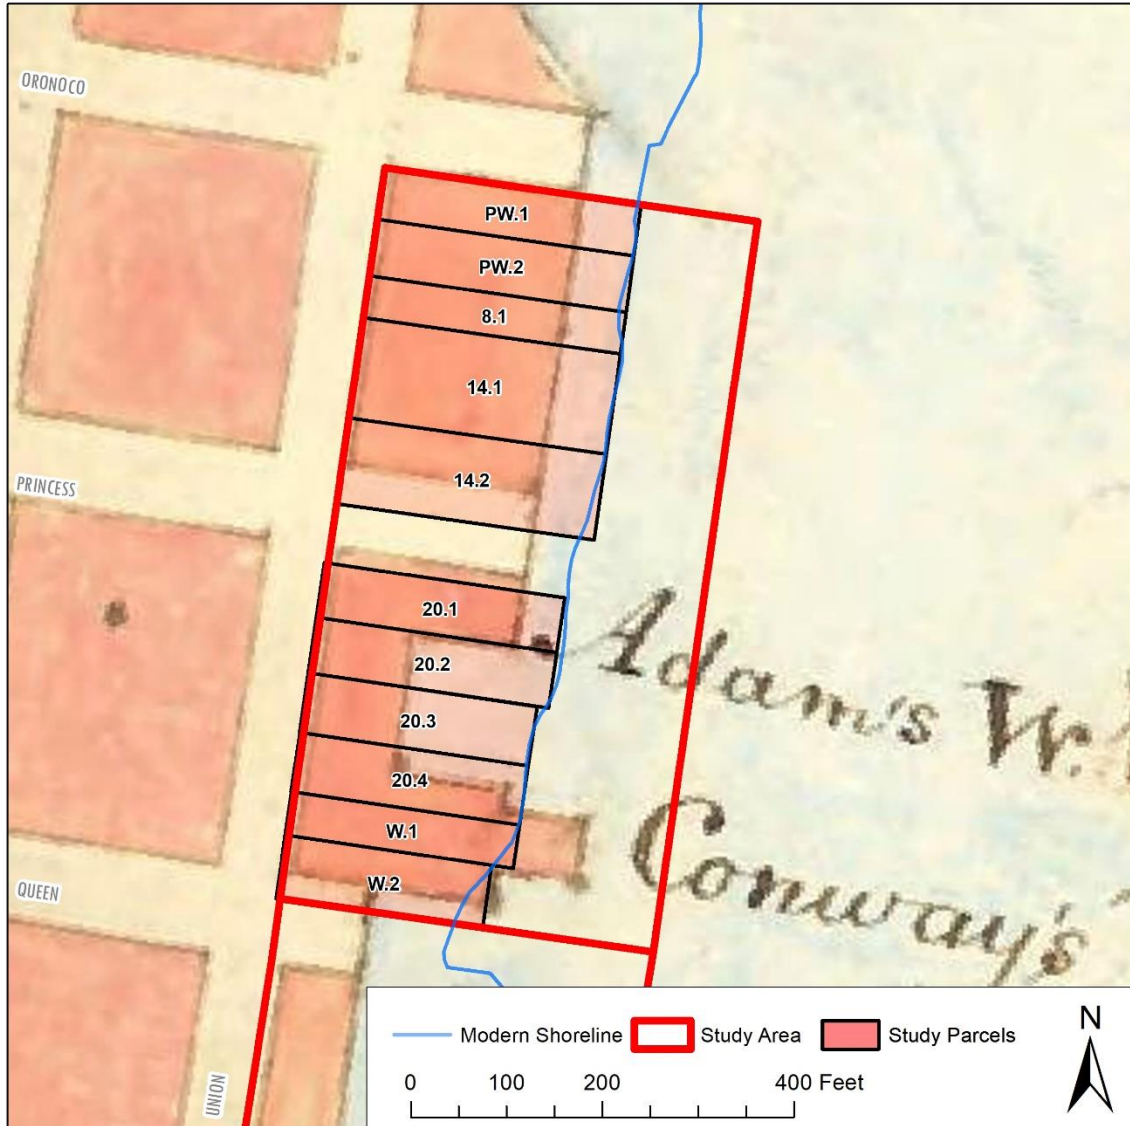 ORONOCO
PW.1
PW.2
8.1
14.1
PRINCESS
14.2
20.1
20.2
Adam's W.
20.3
20.4
W.1
Conway's
W.2
QUEEN
UNION
Modern Shoreline Study Area Study Parcels
N
0 100 200 400 Feet